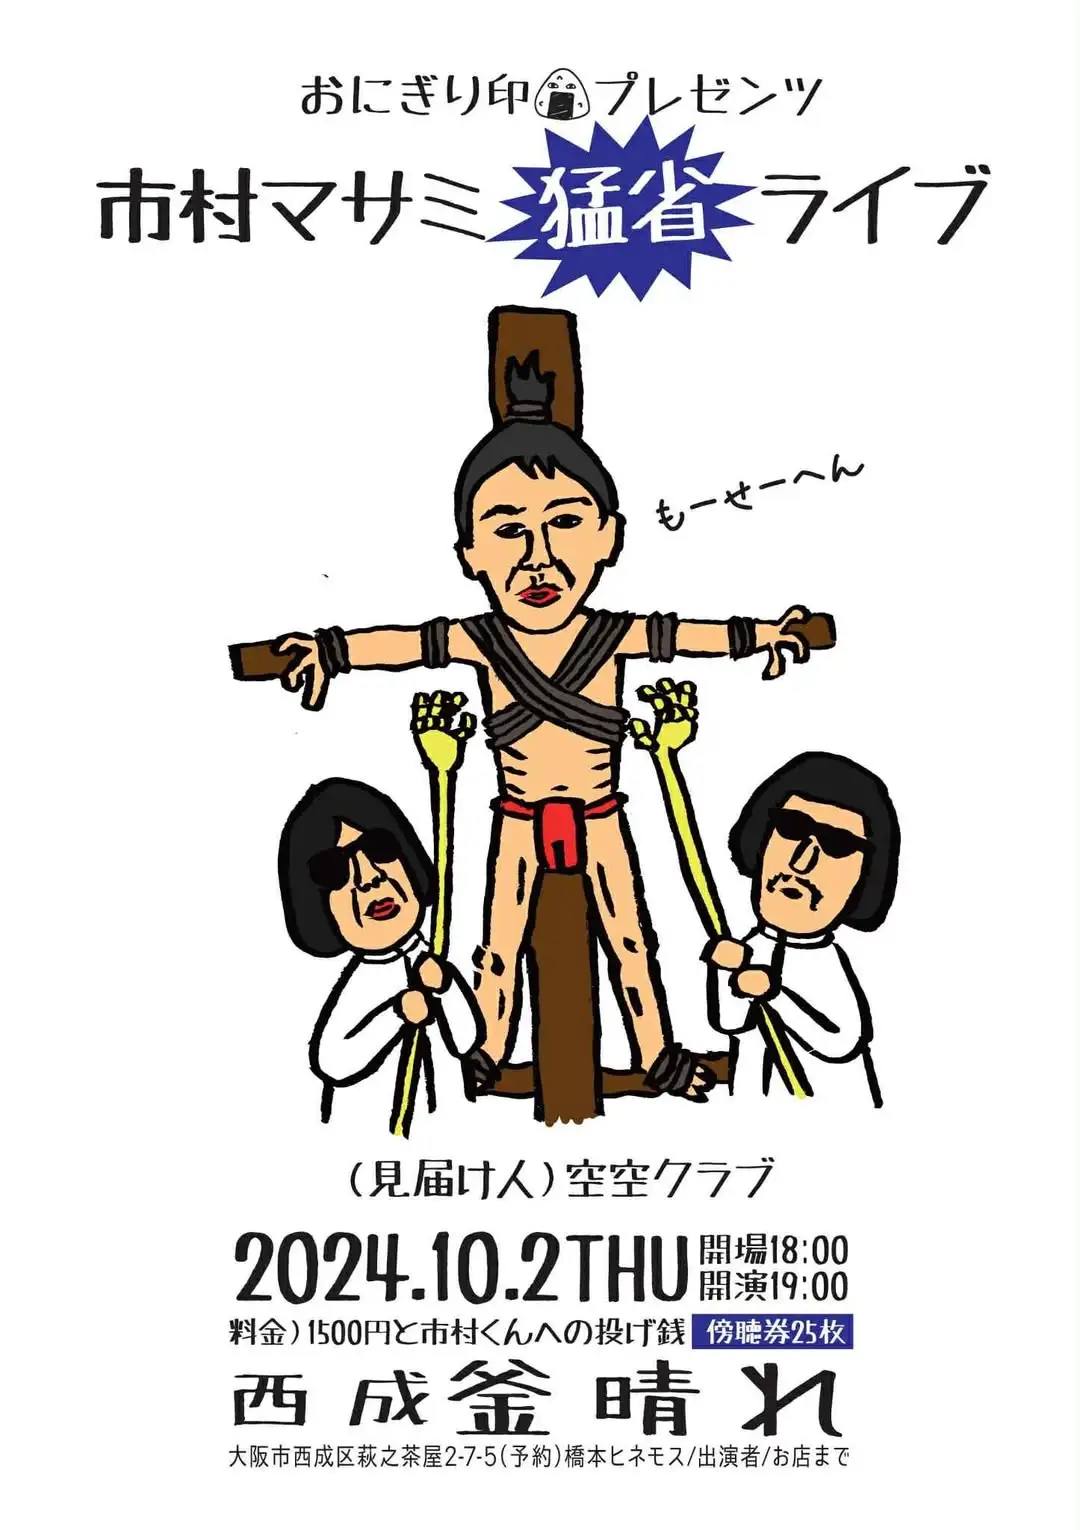 おにぎり印プレゼンツ
市村マサミ猛省ライブ
もーせーへん
(見届け人)空空クラブ
2024.10.2THU
開場18:00
開演19:00
料金)1500円と市村くんへの投げ銭 傍聴券25枚
西成釜晴れ
大阪市西成区萩之茶屋2-7-5(予約)橋本ヒネモス/出演者/お店まで